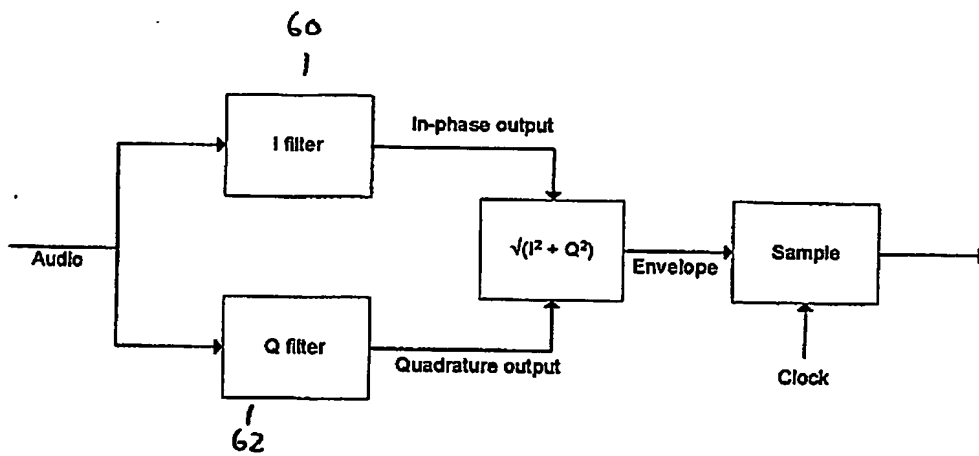 60
I filter
In-phase output
Audio
√(I² + Q²)
Envelope
Sample
Clock
Q filter
Quadrature output
62